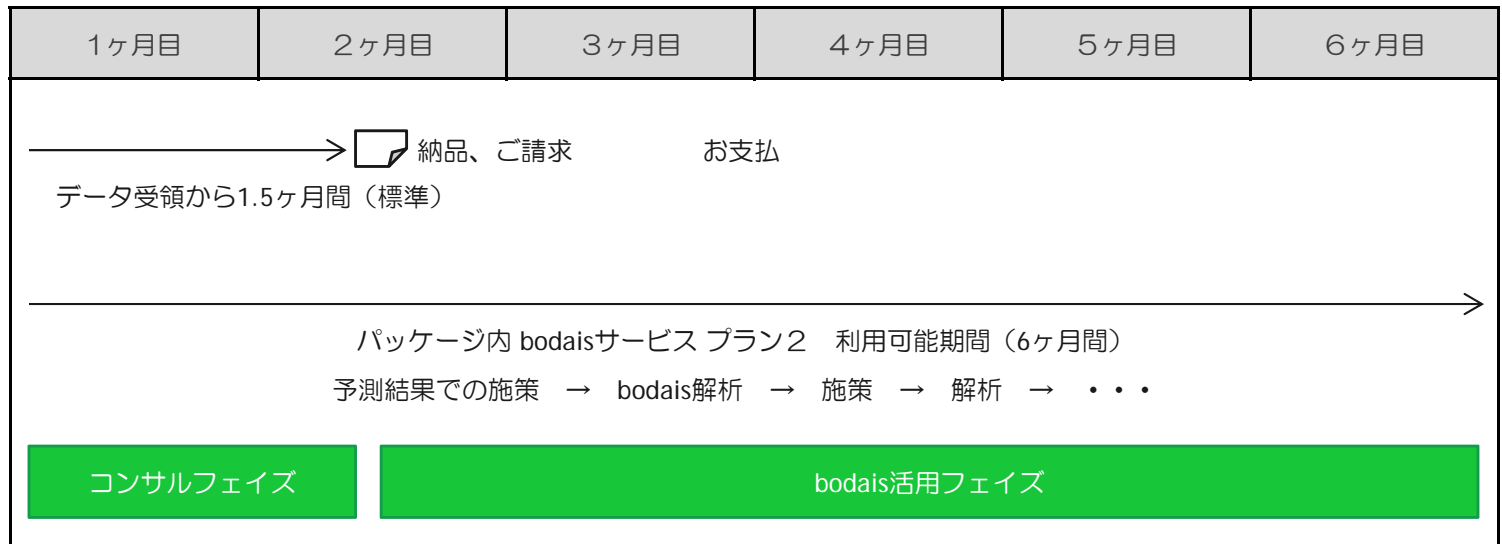 1ヶ月目 2ヶ月目 3ヶ月目 4ヶ月目 5ヶ月目 6ヶ月目
納品、ご請求 お支払
データ受領から1.5ヶ月間（標準）
パッケージ内 bodaisサービス プラン２　利用可能期間（6ヶ月間）
予測結果での施策　→　bodais解析　→　施策　→　解析　→　・・・
コンサルフェイズ bodais活用フェイズ